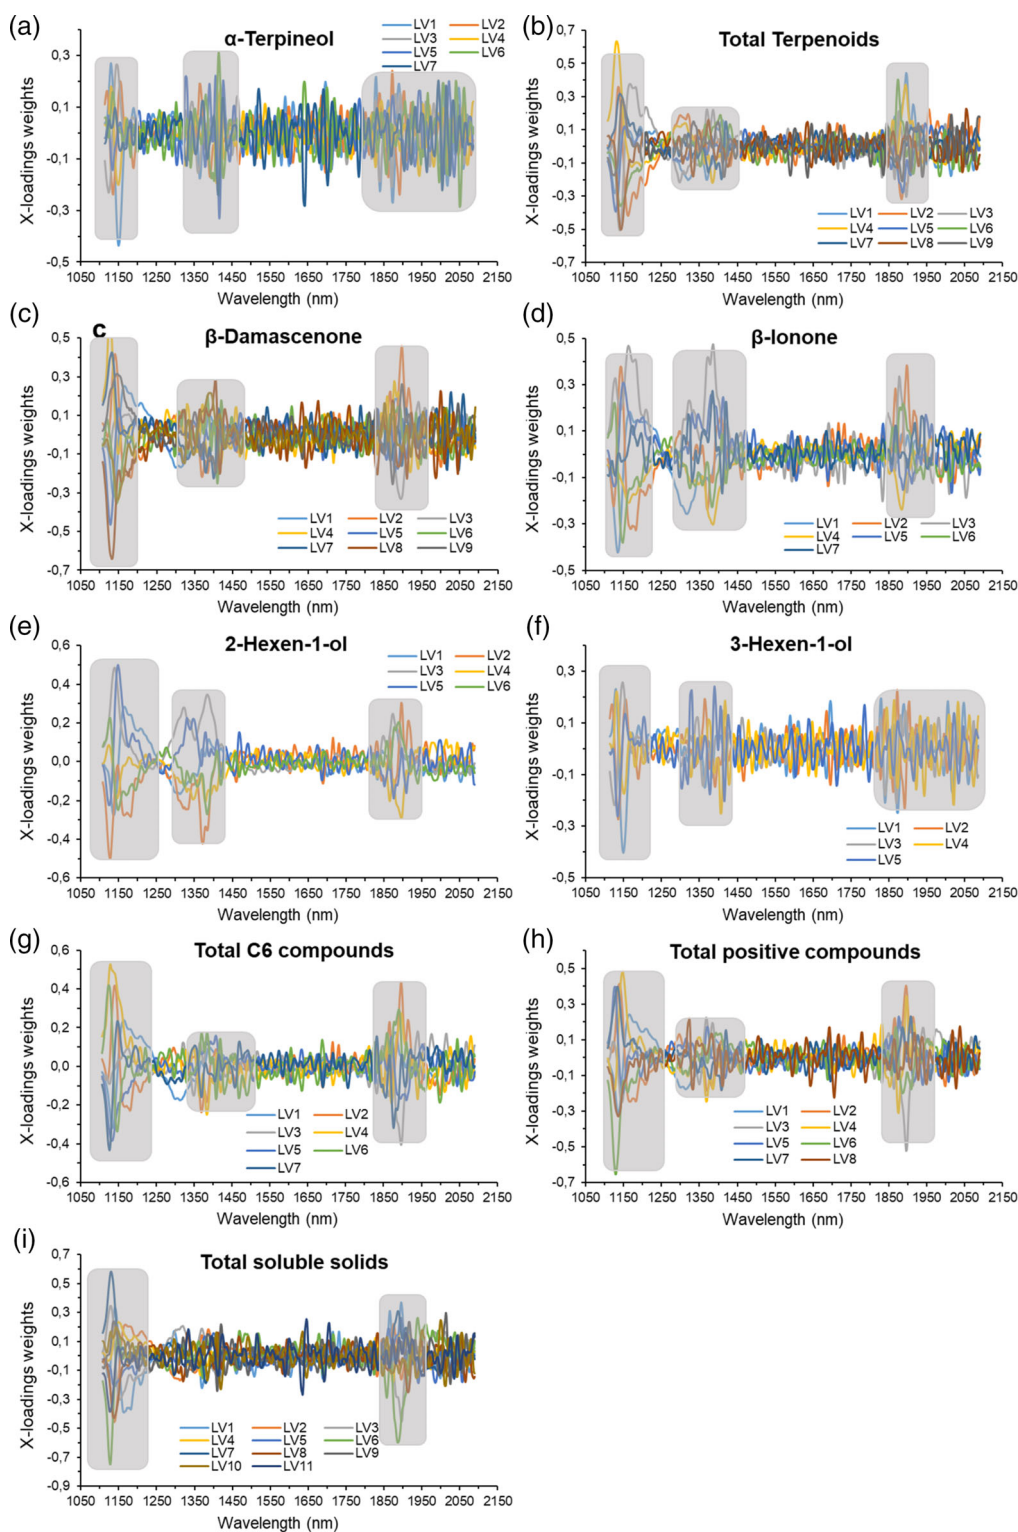 (a)
α-Terpineol
LV1 LV2
LV3 LV4
LV5 LV6
LV7
X-loadings weights
0,3
0,1
-0,1
-0,3
-0,5
1050 1150 1250 1350 1450 1550 1650 1750 1850 1950 2050 2150
Wavelength (nm)
(b)
Total Terpenoids
X-loadings weights
0,7
0,5
0,3
0,1
-0,1
-0,3
-0,5
-0,7
LV1 LV2 LV3
LV4 LV5 LV6
LV7 LV8 LV9
1050 1150 1250 1350 1450 1550 1650 1750 1850 1950 2050 2150
Wavelength (nm)
(c)
c
β-Damascenone
X-loadings weights
0,5
0,3
0,1
-0,1
-0,3
-0,5
-0,7
LV1 LV2 LV3
LV4 LV5 LV6
LV7 LV8 LV9
1050 1150 1250 1350 1450 1550 1650 1750 1850 1950 2050 2150
Wavelength (nm)
(d)
β-Ionone
X-loadings weights
0,5
0,3
0,1
-0,1
-0,3
-0,5
LV1 LV2 LV3
LV4 LV5 LV6
LV7
1050 1150 1250 1350 1450 1550 1650 1750 1850 1950 2050 2150
Wavelength (nm)
(e)
2-Hexen-1-ol
LV1 LV2
LV3 LV4
LV5 LV6
X-loadings weights
0,6
0,4
0,2
0,0
-0,2
-0,4
-0,6
1050 1150 1250 1350 1450 1550 1650 1750 1850 1950 2050 2150
Wavelength (nm)
(f)
3-Hexen-1-ol
X-loadings weights
0,3
0,1
-0,1
-0,3
-0,5
LV1 LV2
LV3 LV4
LV5
1050 1150 1250 1350 1450 1550 1650 1750 1850 1950 2050 2150
Wavelength (nm)
(g)
Total C6 compounds
X-loadings weights
0,6
0,4
0,2
0,0
-0,2
-0,4
-0,6
LV1 LV2
LV3 LV4
LV5 LV6
LV7
1050 1150 1250 1350 1450 1550 1650 1750 1850 1950 2050 2150
Wavelength (nm)
(h)
Total positive compounds
X-loadings weights
0,5
0,3
0,1
-0,1
-0,3
-0,5
-0,7
LV1 LV2
LV3 LV4
LV5 LV6
LV7 LV8
1050 1150 1250 1350 1450 1550 1650 1750 1850 1950 2050 2150
Wavelength (nm)
(i)
Total soluble solids
X-loadings weights
0,7
0,5
0,3
0,1
-0,1
-0,3
-0,5
-0,7
-0,9
LV1 LV2 LV3
LV4 LV5 LV6
LV7 LV8 LV9
LV10 LV11
1050 1150 1250 1350 1450 1550 1650 1750 1850 1950 2050 2150
Wavelength (nm)